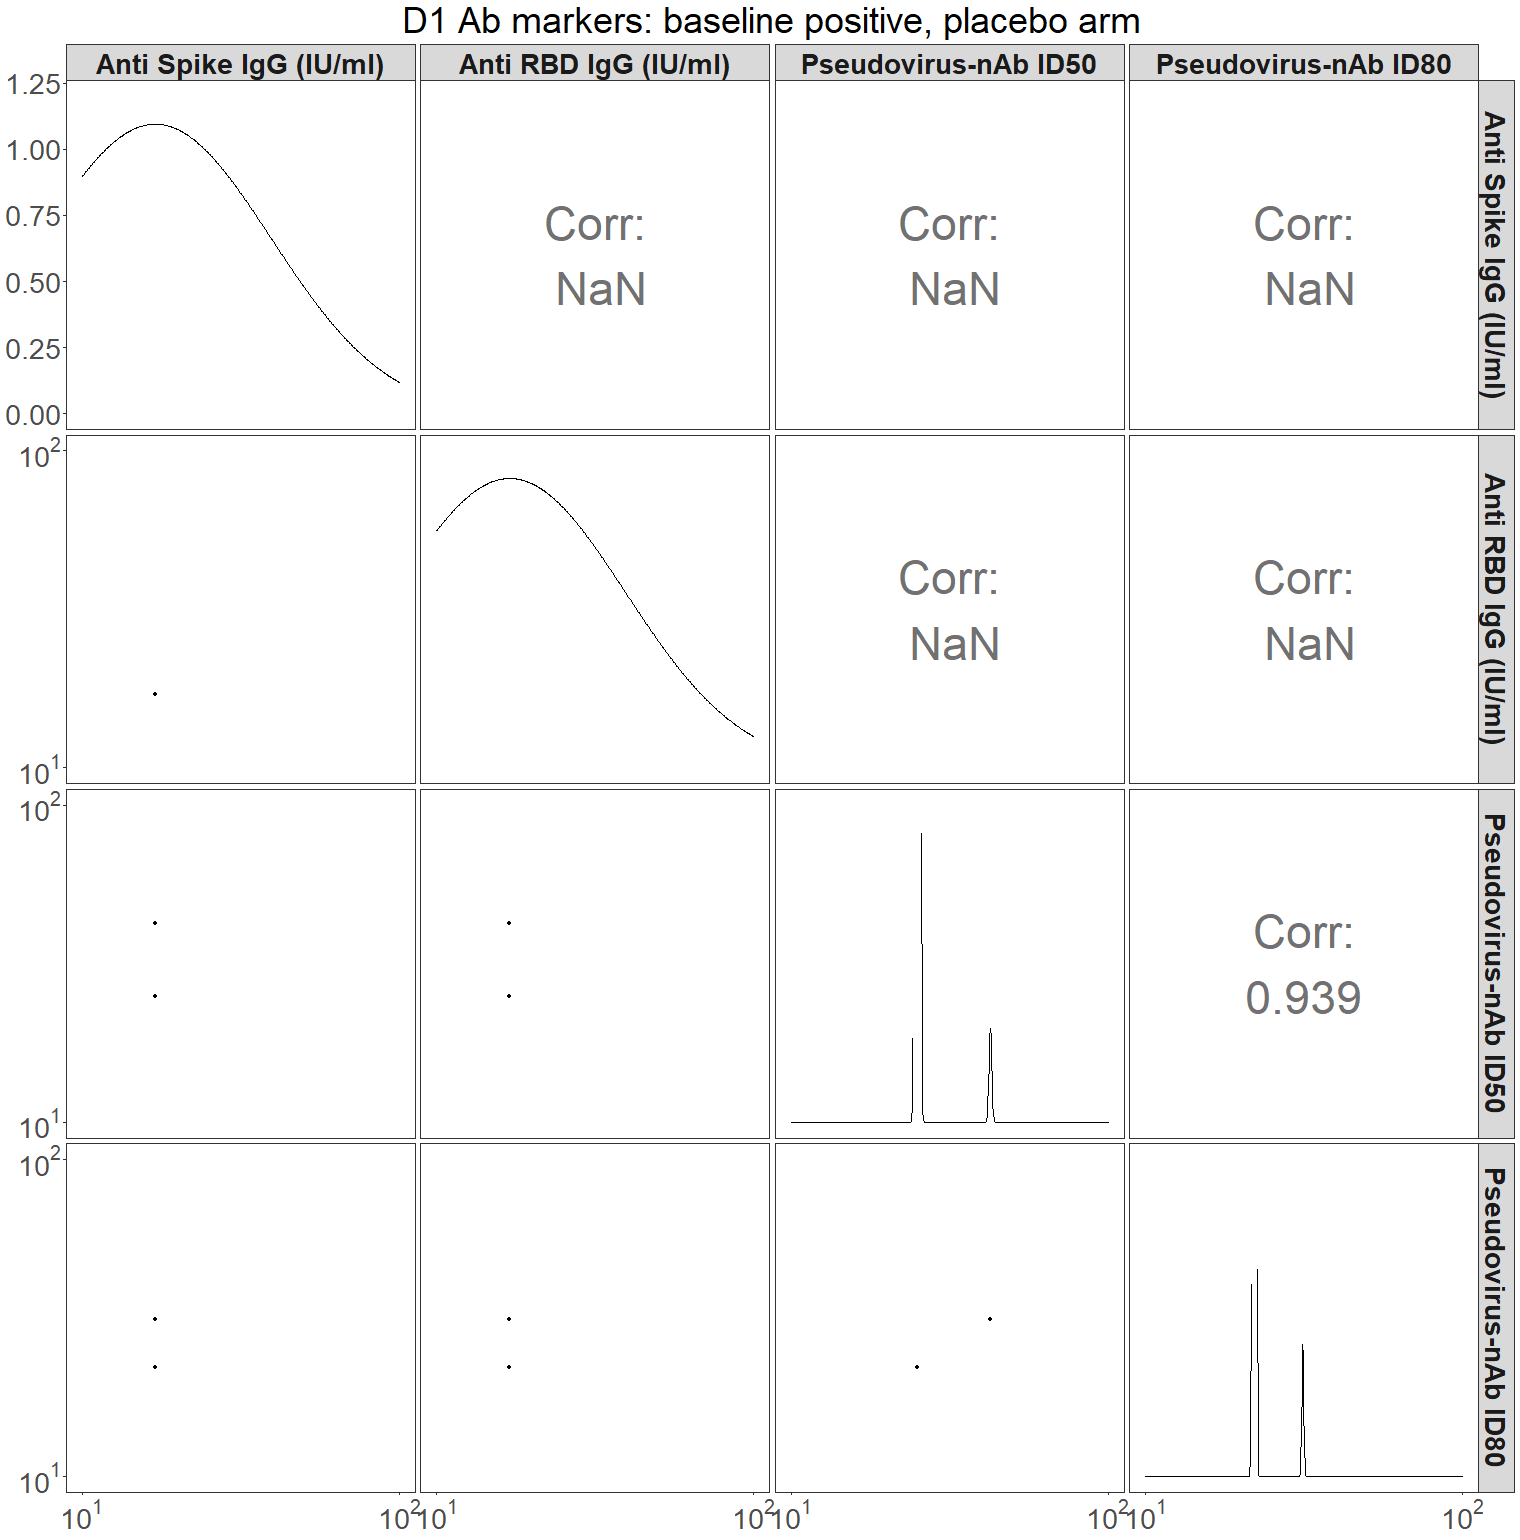 D1 Ab markers: baseline positive, placebo arm
Anti Spike IgG (IU/ml)
Anti RBD IgG (IU/ml)
Pseudovirus-nAb ID50
Pseudovirus-nAb ID80
1.25
1.00
0.75
0.50
0.25
0.00
Corr:
NaN
Corr:
NaN
Corr:
NaN
Anti Spike IgG (IU/ml)
10²
10¹
Corr:
NaN
Corr:
NaN
Anti RBD IgG (IU/ml)
10²
10¹
Corr:
0.939
Pseudovirus-nAb ID50
10²
10¹
Pseudovirus-nAb ID80
10¹
10²
10¹
10²
10¹
10²
10¹
10²